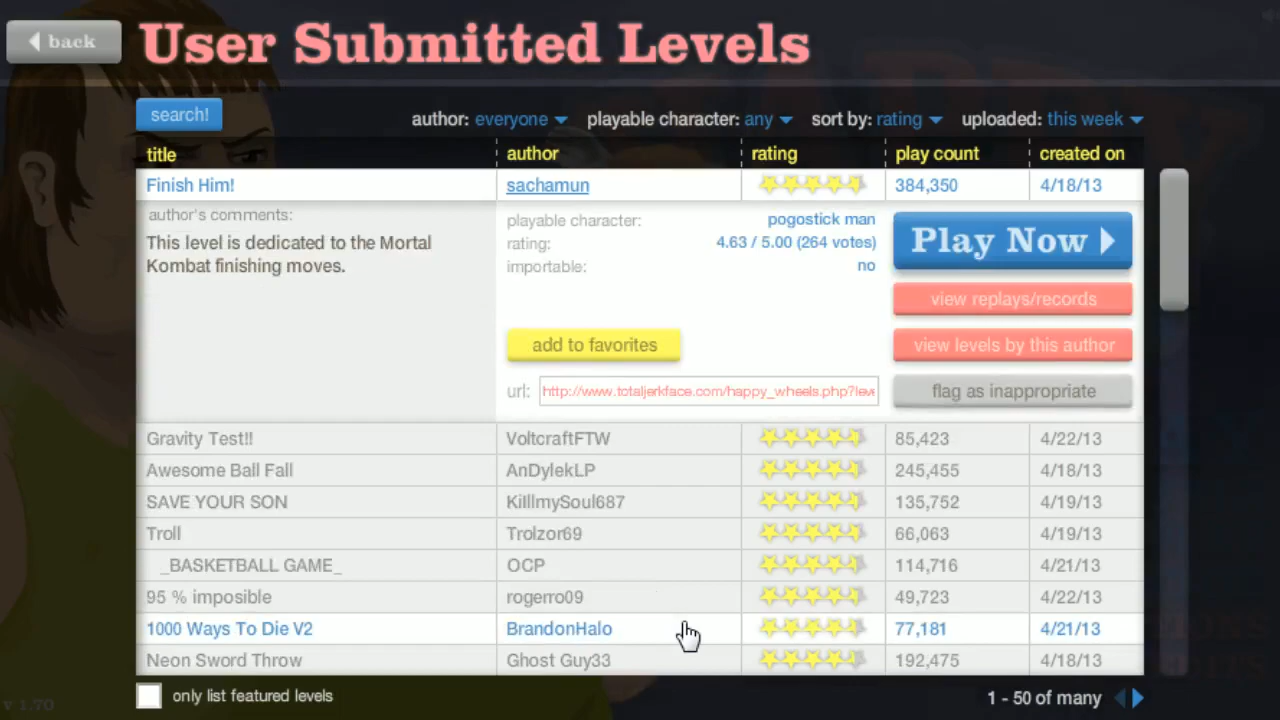 back
User Submitted Levels
search!
author: everyone
playable character: any
sort by: rating
uploaded: this week
title author rating play count created on
Finish Him! sachamun 384,350 4/18/13
author's comments:
This level is dedicated to the Mortal
Kombat finishing moves.
playable character: pogostick man
rating: 4.63 / 5.00 (264 votes)
importable: no
add to favorites
url: http://www.totaljerkface.com/happy_wheels.php?leve
Play Now
view replays/records
view levels by this author
flag as inappropriate
Gravity Test!! VoltcraftFTW 85,423 4/22/13
Awesome Ball Fall AnDylekLP 245,455 4/18/13
SAVE YOUR SON KilllmySoul687 135,752 4/19/13
Troll Trolzor69 66,063 4/19/13
_BASKETBALL GAME_ OCP 114,716 4/21/13
95 % imposible rogerro09 49,723 4/22/13
1000 Ways To Die V2 BrandonHalo 77,181 4/21/13
Neon Sword Throw Ghost Guy33 192,475 4/18/13
only list featured levels
1 - 50 of many
v 1.70